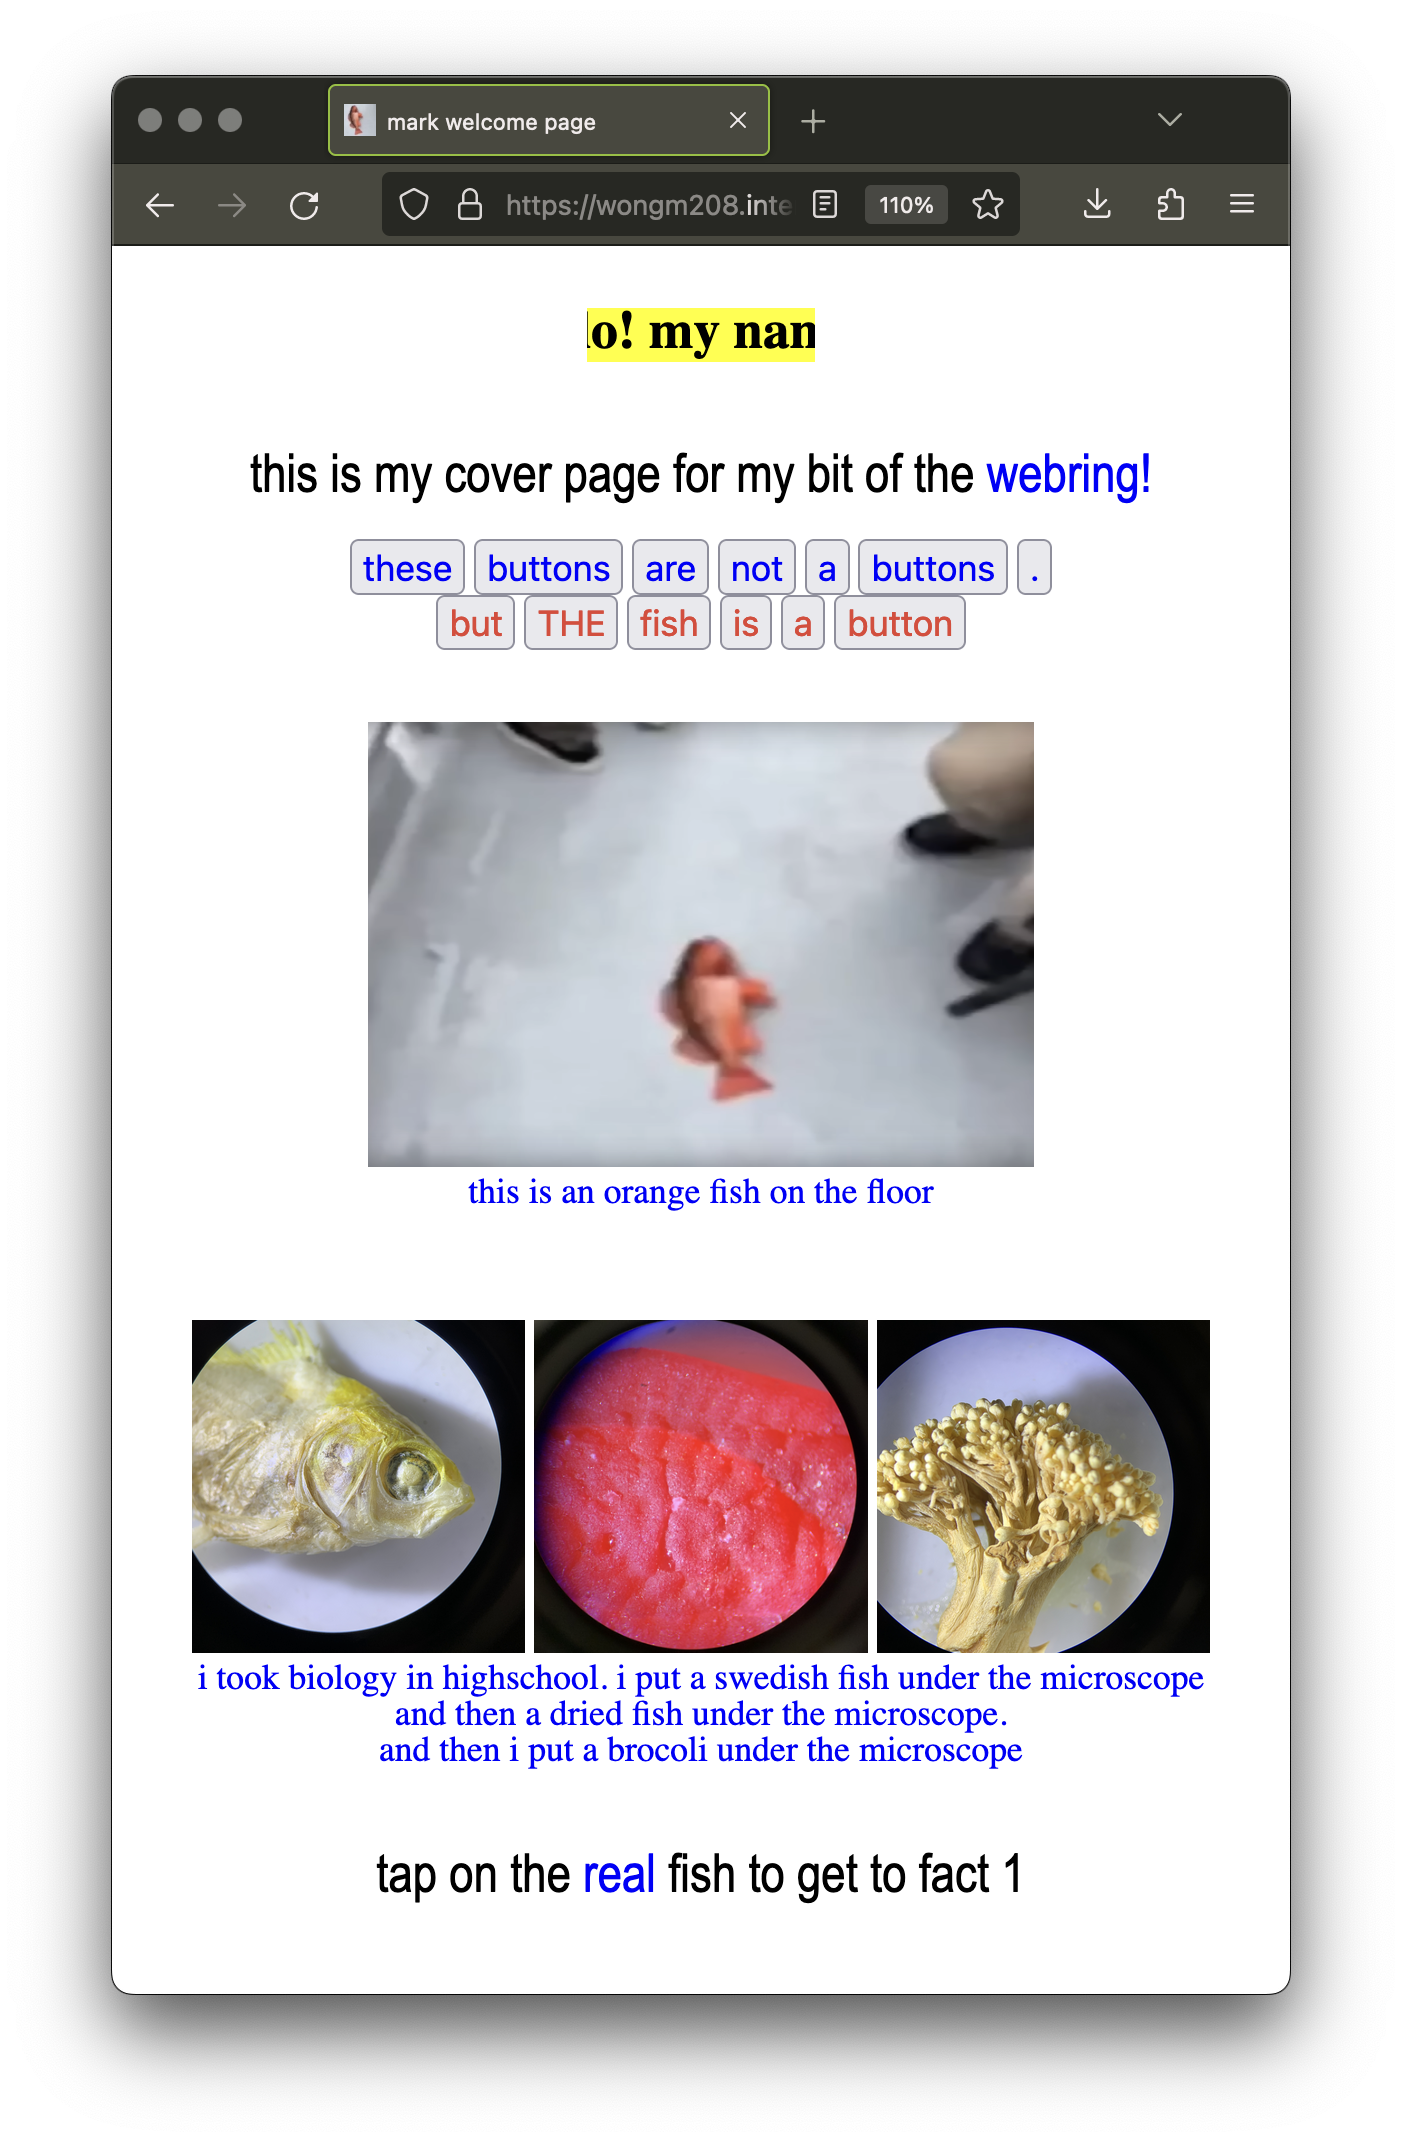 mark welcome page
https://wongm208.inte
110%
lo! my nam
this is my cover page for my bit of the webring!
these buttons are not a buttons .
but THE fish is a button
this is an orange fish on the floor
i took biology in highschool. i put a swedish fish under the microscope
and then a dried fish under the microscope.
and then i put a brocoli under the microscope
tap on the real fish to get to fact 1